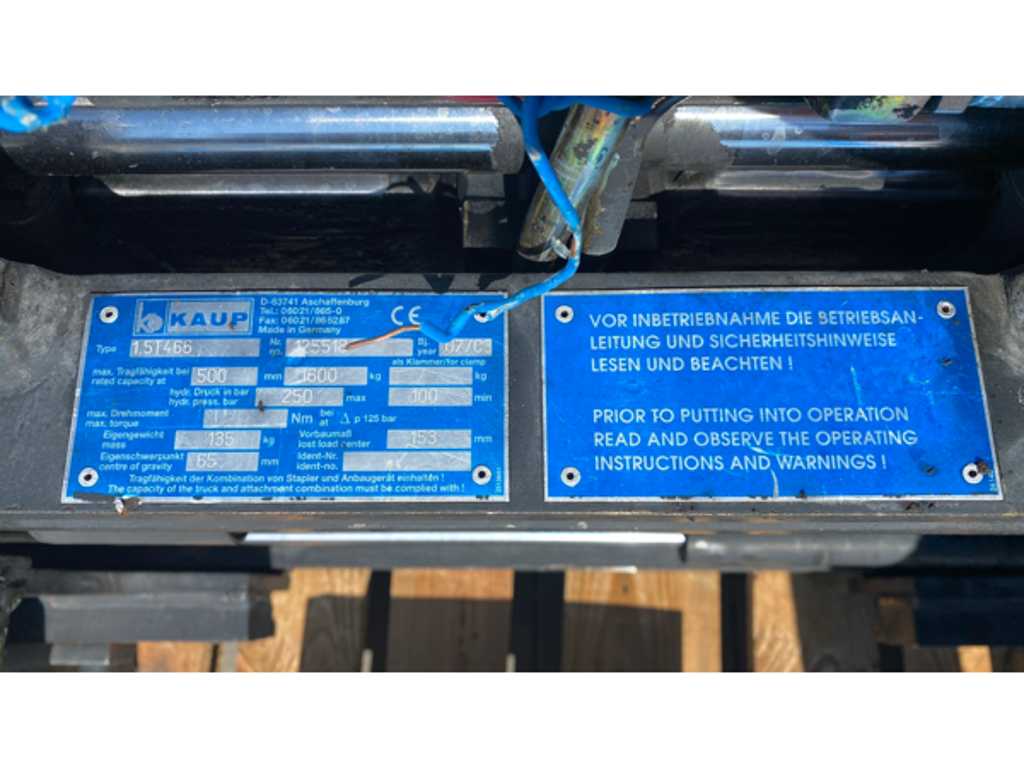 KAUP
D-63741 Aschaffenburg
Tel.: 06021/865-0
Fax: 06021/865287
Made in Germany
CE
Type 1.5T466
Nr. 125518
Bj. year
als Klammer/for clamp
max. Tragfähigkeit bei
rated capacity at 500 mm 1600 kg / kg
hydr. Druck in bar
hydr. press. bar 250 max. 100 min
max. Drehmoment
max. torque Nm bei at Δ p 125 bar
Eigengewicht
mass 135 kg
Vorbaumaß
lost load center 153 mm
Eigenschwerpunkt
centre of gravity 65 mm
Ident-Nr.
ident-no.
Tragfähigkeit der Kombination von Stapler und Anbaugerät einhalten !
The capacity of the truck and attachment combination must be complied with !
VOR INBETRIEBNAHME DIE BETRIEBSAN-
LEITUNG UND SICHERHEITSHINWEISE
LESEN UND BEACHTEN !
PRIOR TO PUTTING INTO OPERATION
READ AND OBSERVE THE OPERATING
INSTRUCTIONS AND WARNINGS !